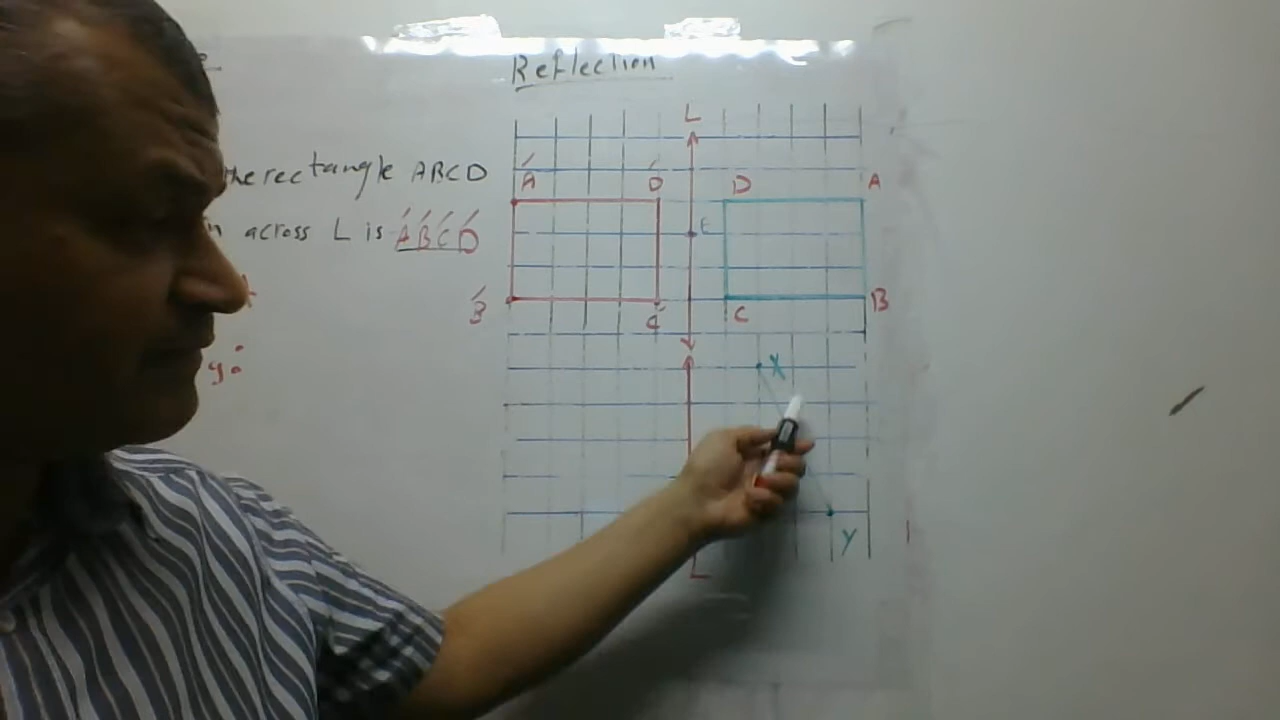 Reflection
the rectangle ABCD
across L is A'B'C'D'
L
A' D' D A
E
B' C' C B
X
Y
L